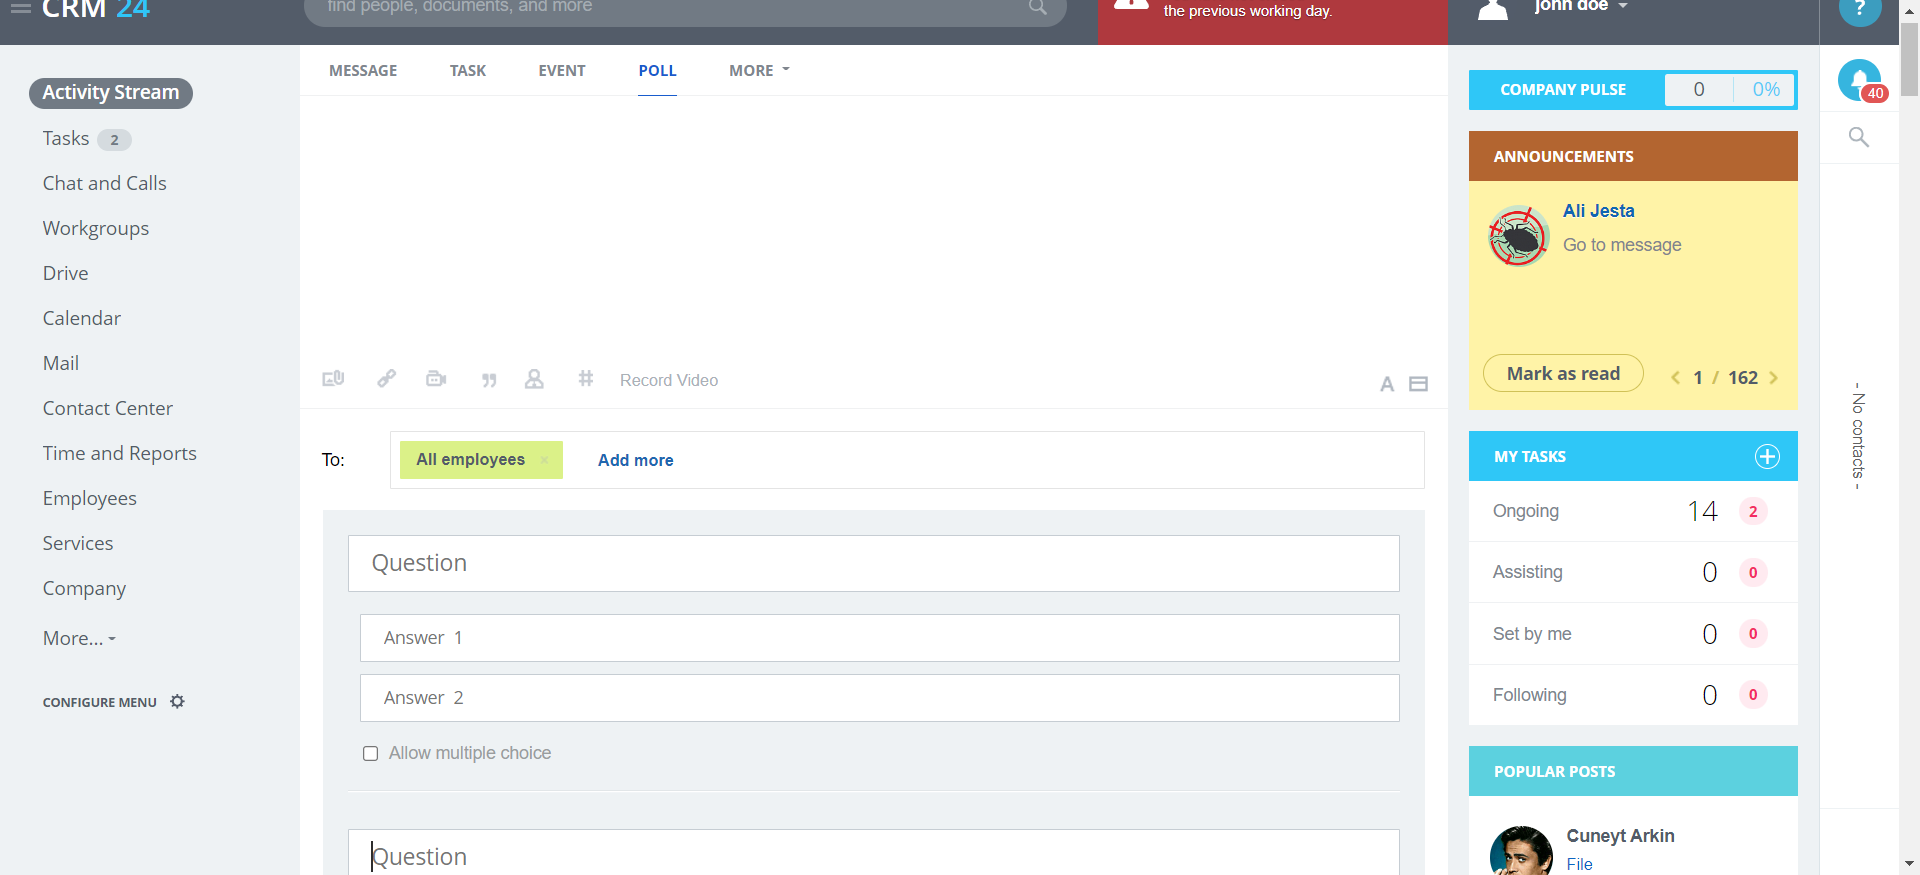 CRM 24
find people, documents, and more
the previous working day.
john doe
?
MESSAGE
TASK
EVENT
POLL
MORE
Activity Stream
Tasks 2
Chat and Calls
Workgroups
Drive
Calendar
Mail
Contact Center
Time and Reports
Employees
Services
Company
More...
CONFIGURE MENU
Record Video
A
To:
All employees ×
Add more
Question
Answer 1
Answer 2
Allow multiple choice
Question
COMPANY PULSE 0 0%
ANNOUNCEMENTS
Ali Jesta
Go to message
Mark as read
1 / 162
MY TASKS
Ongoing 14 2
Assisting 0 0
Set by me 0 0
Following 0 0
POPULAR POSTS
Cuneyt Arkin
File
40
- No contacts -